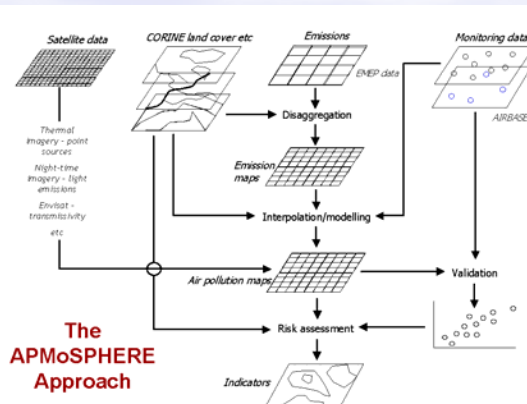 Satellite data
CORINE land cover etc
Emissions
Monitoring data
EMEP data
AIRBASE
Disaggregation
Thermal
Imagery - point
sources
Night-time
Imagery - light
emissions
Envisat -
transmissivity
etc
Emission
maps
Interpolation/modelling
Air pollution maps
Validation
Risk assessment
The
APMoSPHERE
Approach
Indicators